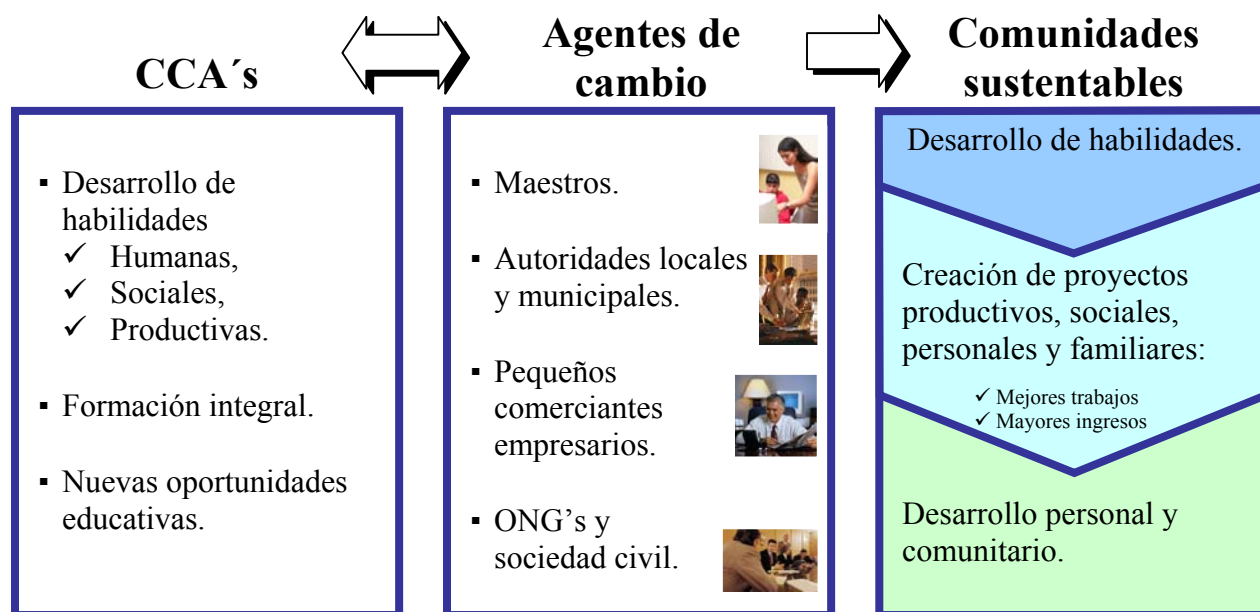 CCA´s
▪ Desarrollo de
habilidades
✓ Humanas,
✓ Sociales,
✓ Productivas.
▪ Formación integral.
▪ Nuevas oportunidades
educativas.
Agentes de
cambio
▪ Maestros.
▪ Autoridades locales
y municipales.
▪ Pequeños
comerciantes
empresarios.
▪ ONG’s y
sociedad civil.
Comunidades
sustentables
Desarrollo de habilidades.
Creación de proyectos
productivos, sociales,
personales y familiares:
✓ Mejores trabajos
✓ Mayores ingresos
Desarrollo personal y
comunitario.